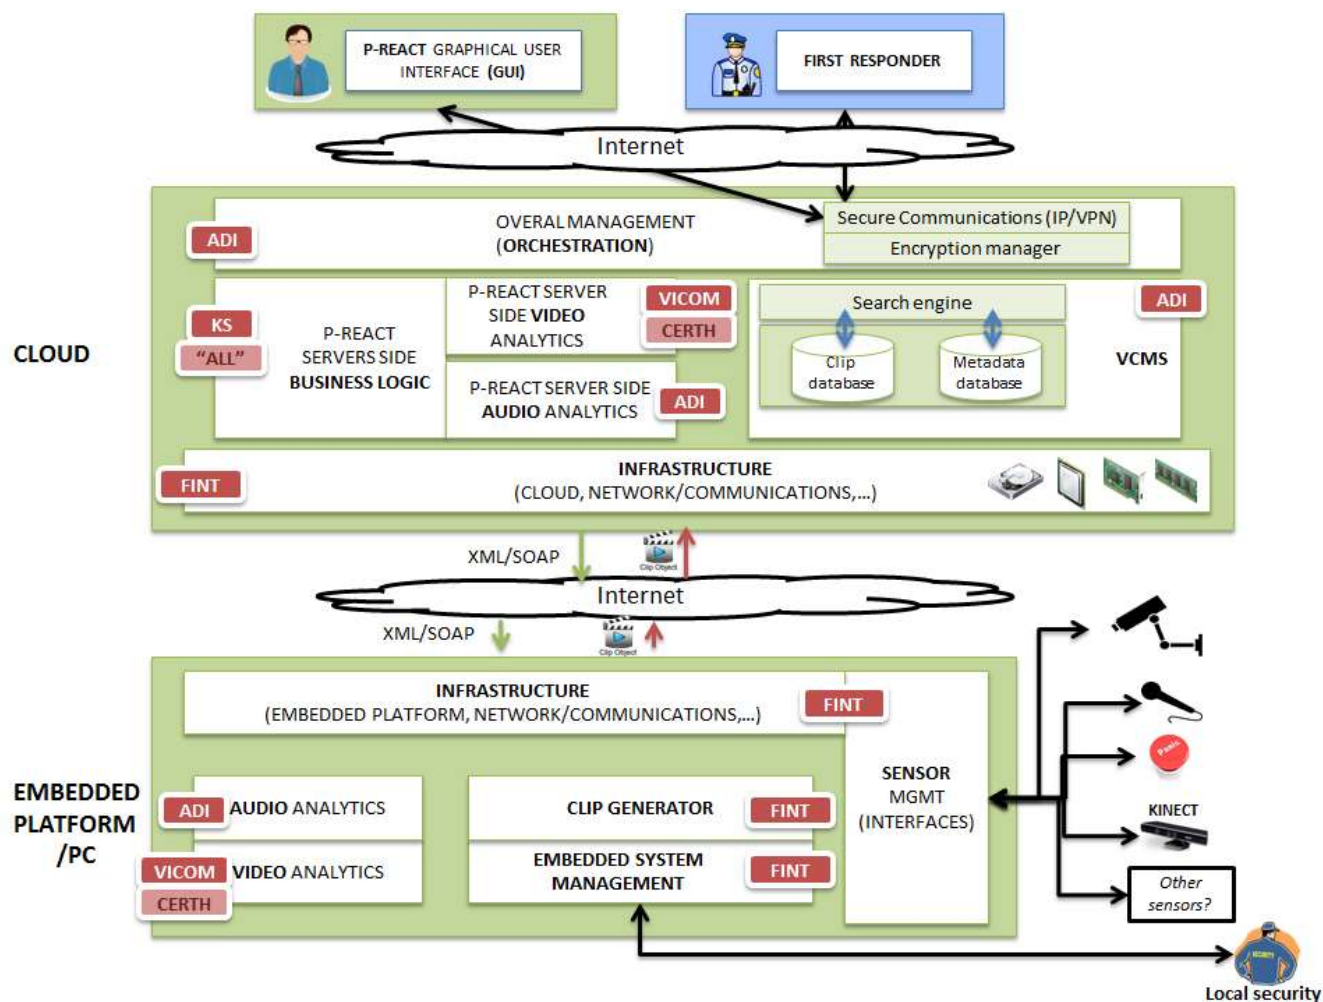 P-REACT GRAPHICAL USER
INTERFACE (GUI)
FIRST RESPONDER
Internet
OVERAL MANAGEMENT
(ORCHESTRATION)
ADI
Secure Communications (IP/VPN)
Encryption manager
CLOUD
KS
"ALL"
P-REACT
SERVERS SIDE
BUSINESS LOGIC
P-REACT SERVER
SIDE VIDEO
ANALYTICS
VICOM
CERTH
P-REACT SERVER SIDE
AUDIO ANALYTICS
ADI
Search engine
Clip
database
Metadata
database
ADI
VCMS
FINT
INFRASTRUCTURE
(CLOUD, NETWORK/COMMUNICATIONS,...)
XML/SOAP
Clip Object
Internet
XML/SOAP
Clip Object
EMBEDDED
PLATFORM
/PC
INFRASTRUCTURE
(EMBEDDED PLATFORM, NETWORK/COMMUNICATIONS,...)
FINT
ADI
AUDIO ANALYTICS
VICOM
CERTH
VIDEO ANALYTICS
CLIP GENERATOR
FINT
EMBEDDED SYSTEM
MANAGEMENT
FINT
SENSOR
MGMT
(INTERFACES)
Panic
KINECT
Other
sensors?
SECURITY
Local security